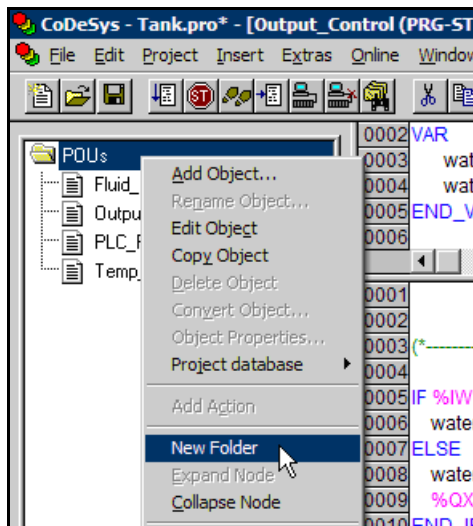 CoDeSys - Tank.pro* - [Output_Control (PRG-ST
File Edit Project Insert Extras Online Window
POUs
Fluid_
Outpu
PLC_P
Temp_
Add Object...
Rename Object...
Edit Object
Copy Object
Delete Object
Convert Object...
Object Properties...
Project database
Add Action
New Folder
Expand Node
Collapse Node
0002 VAR
0003 wat
0004 wat
0005 END_V
0006
0001
0002
0003 (*--------
0004
0005 IF %IW
0006 wate
0007 ELSE
0008 wate
0009 %QX
0010 END_IF